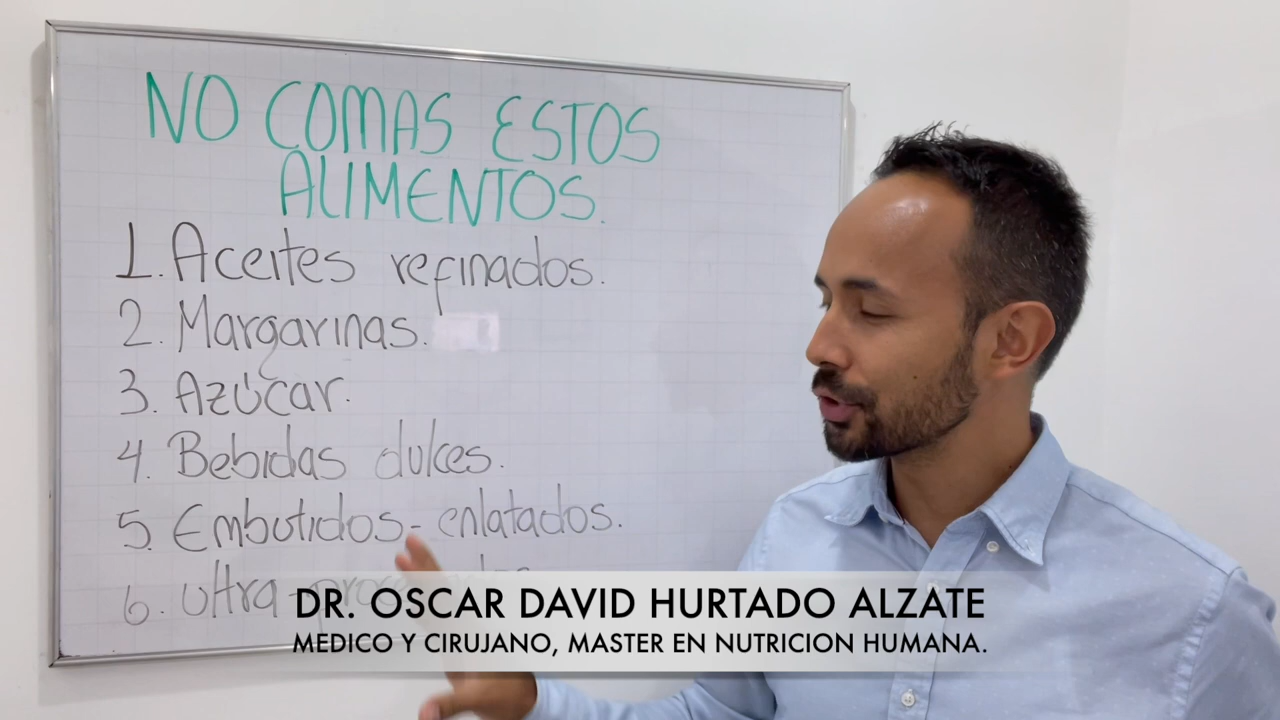 NO COMAS ESTOS
ALIMENTOS.
1. Aceites refinados.
2. Margarinas.
3. Azúcar.
4. Bebidas dulces.
5. Embutidos - enlatados.
6. Ultra-
DR. OSCAR DAVID HURTADO ALZATE
MEDICO Y CIRUJANO, MASTER EN NUTRICION HUMANA.